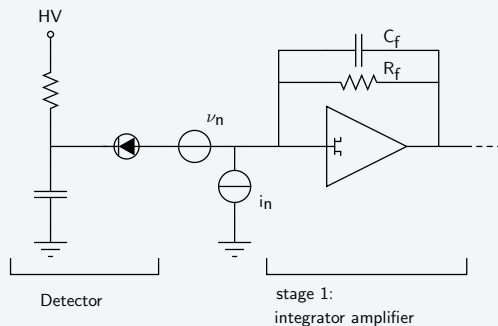 HV
C_f
R_f
ν_n
i_n
Detector
stage 1:
integrator amplifier